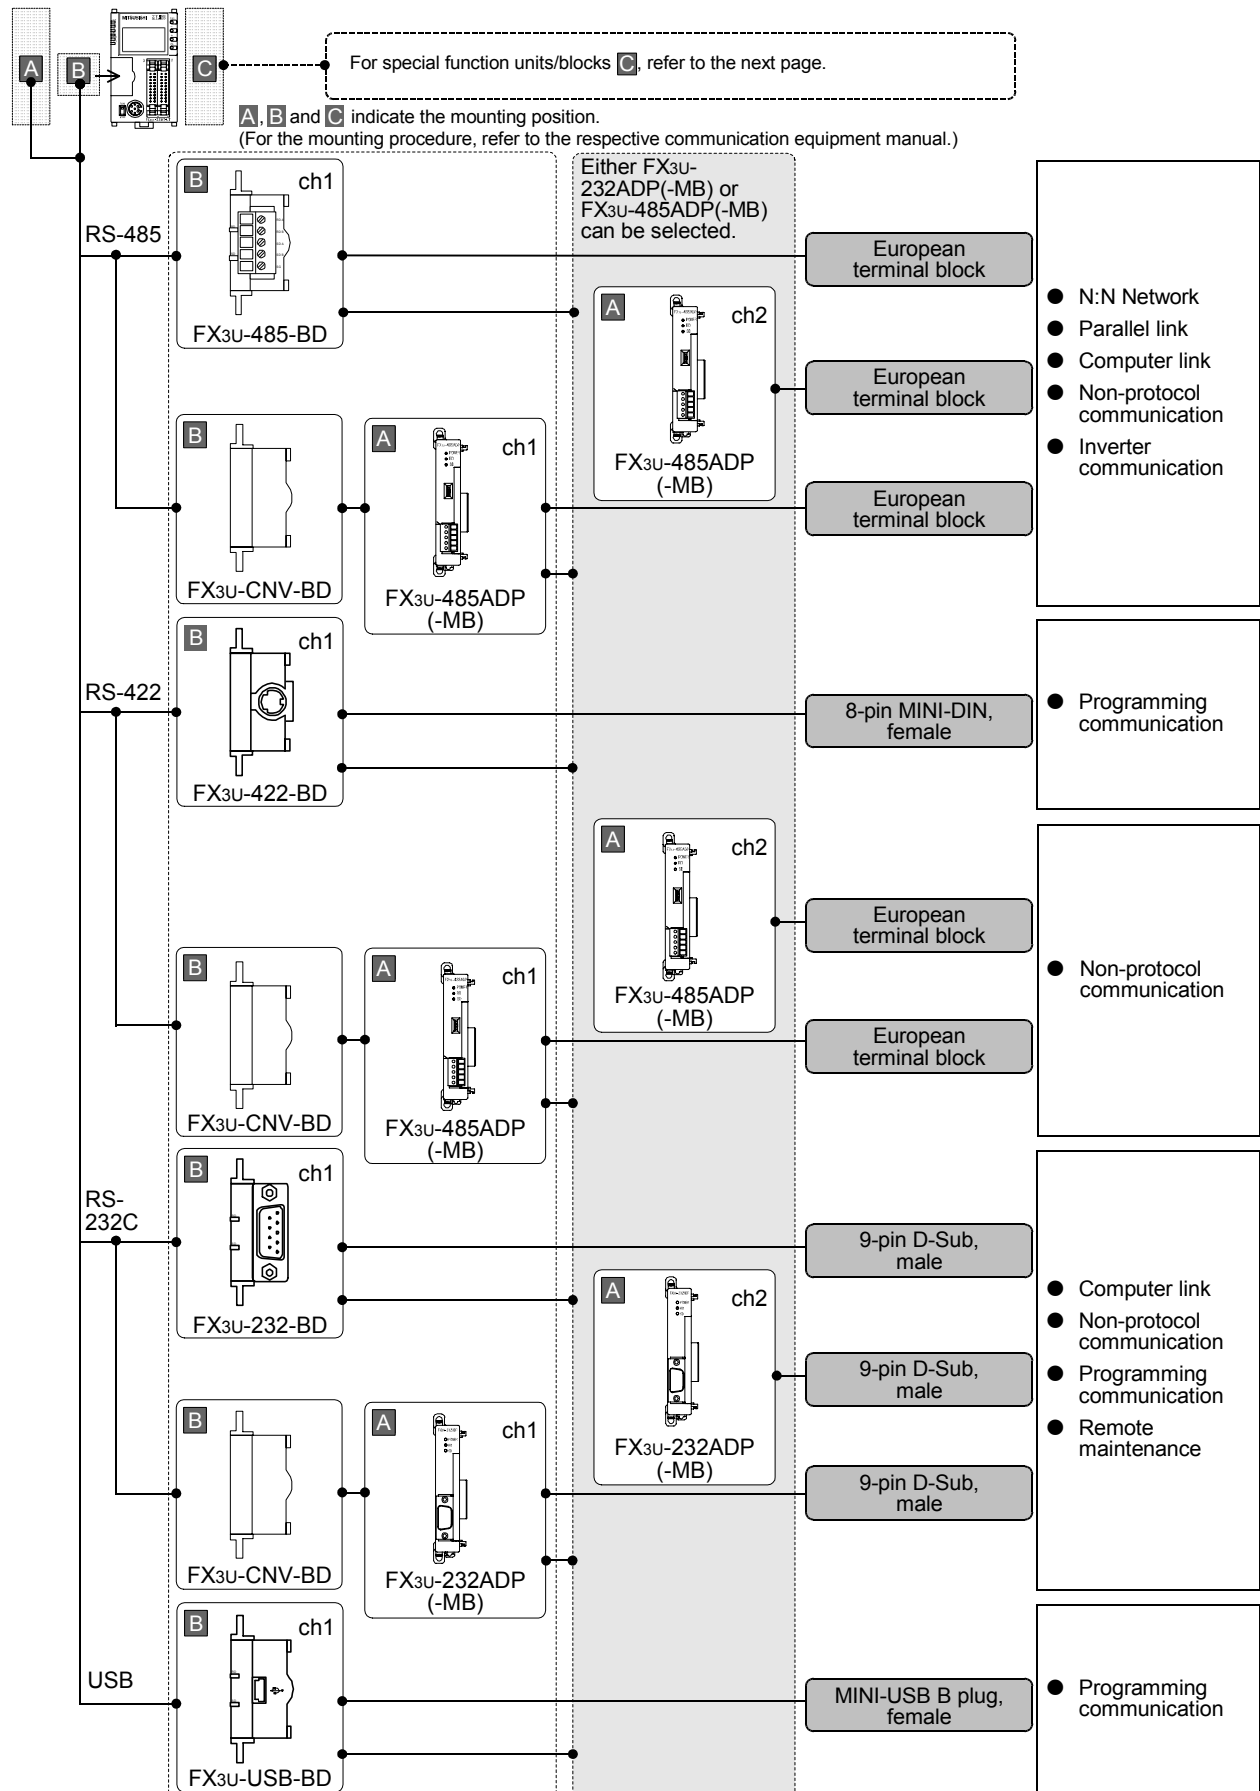 MITSUBISHI
A
B
C
For special function units/blocks C, refer to the next page.
A, B and C indicate the mounting position.
(For the mounting procedure, refer to the respective communication equipment manual.)
Either FX3U-
232ADP(-MB) or
FX3U-485ADP(-MB)
can be selected.
RS-485
B
ch1
FX3U-485-BD
European
terminal block
A
ch2
FX3U-485ADP
(-MB)
European
terminal block
B
FX3U-CNV-BD
A
ch1
FX3U-485ADP
(-MB)
European
terminal block
● N:N Network
● Parallel link
● Computer link
● Non-protocol
communication
● Inverter
communication
RS-422
B
ch1
FX3U-422-BD
8-pin MINI-DIN,
female
● Programming
communication
A
ch2
FX3U-485ADP
(-MB)
European
terminal block
B
FX3U-CNV-BD
A
ch1
FX3U-485ADP
(-MB)
European
terminal block
● Non-protocol
communication
RS-
232C
B
ch1
FX3U-232-BD
9-pin D-Sub,
male
A
ch2
FX3U-232ADP
(-MB)
9-pin D-Sub,
male
B
FX3U-CNV-BD
A
ch1
FX3U-232ADP
(-MB)
9-pin D-Sub,
male
● Computer link
● Non-protocol
communication
● Programming
communication
● Remote
maintenance
USB
B
ch1
FX3U-USB-BD
MINI-USB B plug,
female
● Programming
communication